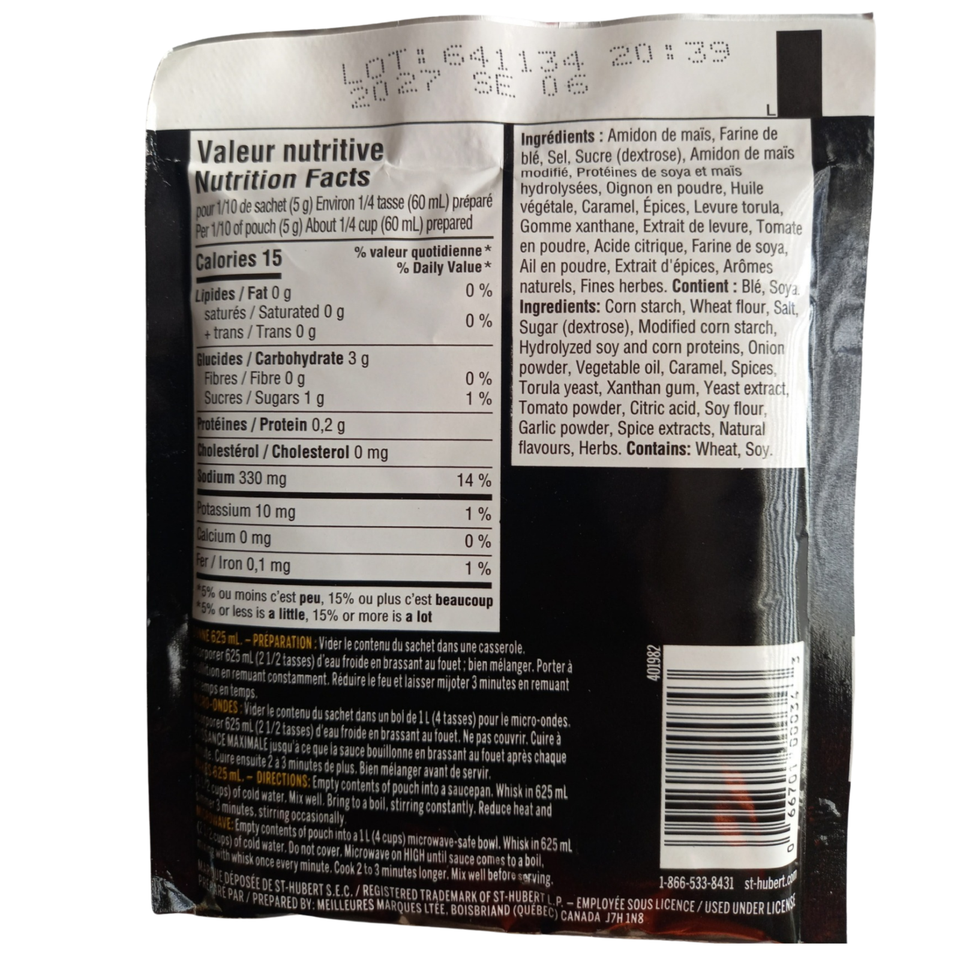 LOT: 641134 20:39
2027 SE 06
L
Valeur nutritive
Nutrition Facts
pour 1/10 de sachet (5 g) Environ 1/4 tasse (60 mL) préparé
Per 1/10 of pouch (5 g) About 1/4 cup (60 mL) prepared
Calories 15
% valeur quotidienne*
% Daily Value*
Lipides / Fat 0 g 0 %
saturés / Saturated 0 g
+ trans / Trans 0 g 0 %
Glucides / Carbohydrate 3 g
Fibres / Fibre 0 g 0 %
Sucres / Sugars 1 g 1 %
Protéines / Protein 0,2 g
Cholestérol / Cholesterol 0 mg
Sodium 330 mg 14 %
Potassium 10 mg 1 %
Calcium 0 mg 0 %
Fer / Iron 0,1 mg 1 %
*5% ou moins c'est peu, 15% ou plus c'est beaucoup
*5% or less is a little, 15% or more is a lot
Ingrédients : Amidon de maïs, Farine de
blé, Sel, Sucre (dextrose), Amidon de maïs
modifié, Protéines de soya et maïs
hydrolysées, Oignon en poudre, Huile
végétale, Caramel, Épices, Levure torula,
Gomme xanthane, Extrait de levure, Tomate
en poudre, Acide citrique, Farine de soya,
Ail en poudre, Extrait d'épices, Arômes
naturels, Fines herbes. Contient : Blé, Soya.
Ingredients: Corn starch, Wheat flour, Salt,
Sugar (dextrose), Modified corn starch,
Hydrolyzed soy and corn proteins, Onion
powder, Vegetable oil, Caramel, Spices,
Torula yeast, Xanthan gum, Yeast extract,
Tomato powder, Citric acid, Soy flour,
Garlic powder, Spice extracts, Natural
flavours, Herbs. Contains: Wheat, Soy.
625 mL. – PRÉPARATION : Vider le contenu du sachet dans une casserole.
625 mL (2 1/2 tasses) d'eau froide en brassant au fouet ; bien mélanger. Porter à
en remuant constamment. Réduire le feu et laisser mijoter 3 minutes en remuant
en temps.
-ONDES : Vider le contenu du sachet dans un bol de 1 L (4 tasses) pour le micro-ondes.
625 mL (2 1/2 tasses) d'eau froide en brassant au fouet. Ne pas couvrir. Cuire à
MAXIMALE jusqu'à ce que la sauce bouillonne en brassant au fouet après chaque
Cuire ensuite 2 à 3 minutes de plus. Bien mélanger avant de servir.
625 mL. – DIRECTIONS: Empty contents of pouch into a saucepan. Whisk in 625 mL
cups) of cold water. Mix well. Bring to a boil, stirring constantly. Reduce heat and
3 minutes, stirring occasionally.
Empty contents of pouch into a 1 L (4 cups) microwave-safe bowl. Whisk in 625 mL
cups) of cold water. Do not cover. Microwave on HIGH until sauce comes to a boil,
with whisk once every minute. Cook 2 to 3 minutes longer. Mix well before serving.
DÉPOSÉE DE ST-HUBERT S.E.C. / REGISTERED TRADEMARK OF ST-HUBERT L.P. – EMPLOYÉE SOUS LICENCE / USED UNDER LICENSE
PAR / PREPARED BY: MEILLEURES MARQUES LTÉE. BOISBRIAND (QUÉBEC) CANADA J7H 1N8
401982
0 66701 00034 3
1-866-533-8431 st-hubert.com